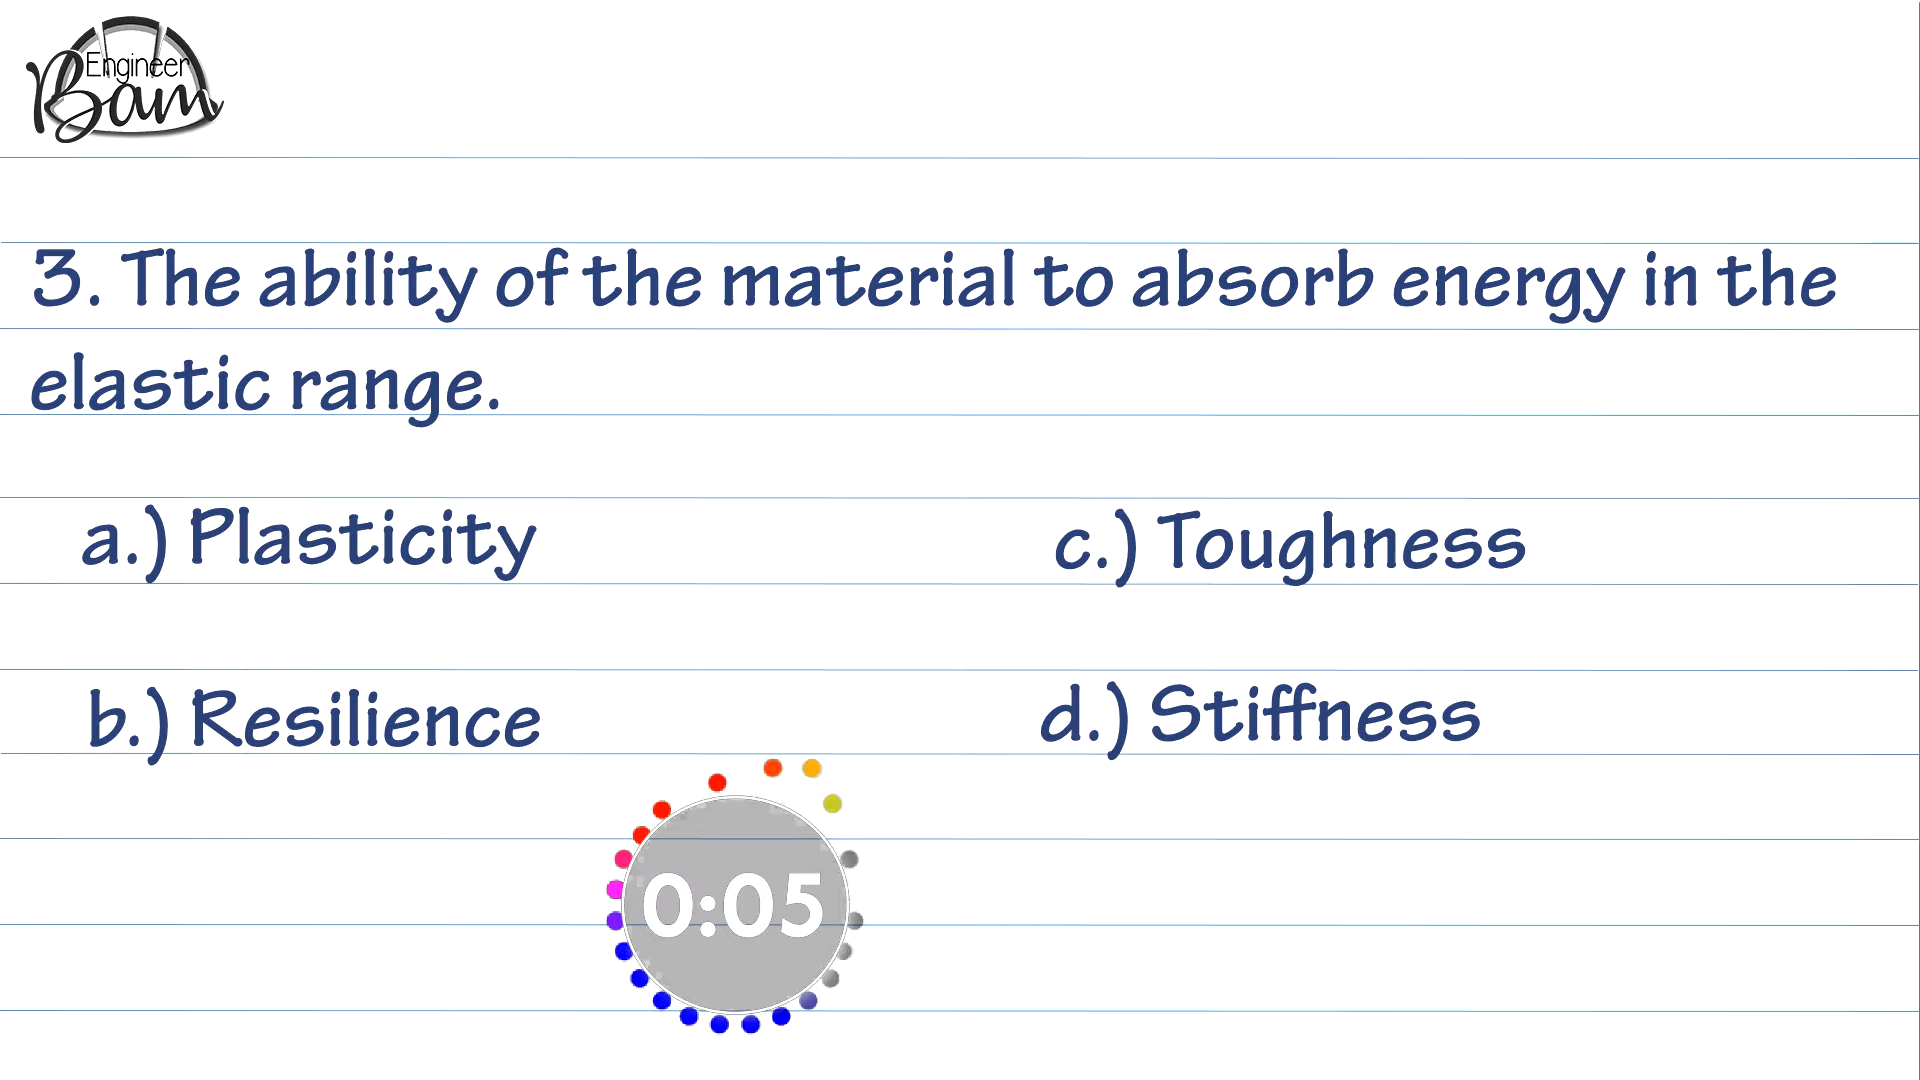 Engineer
Bam
3. The ability of the material to absorb energy in the
elastic range.
a.) Plasticity
c.) Toughness
b.) Resilience
d.) Stiffness
0:05